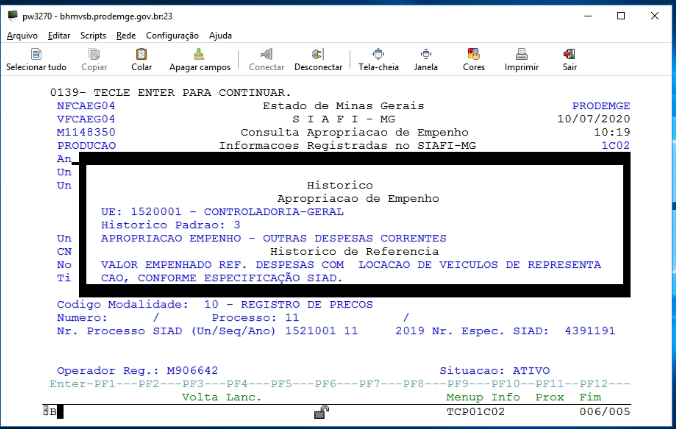 pw3270 - bhmvsb.prodemge.gov.br:23
Arquivo Editar Scripts Rede Configuração Ajuda
Selecionar tudo Copiar Colar Apagar campos Conectar Desconectar Tela-cheia Janela Cores Imprimir Sair
0139- TECLE ENTER PARA CONTINUAR.
NFCAEG04 Estado de Minas Gerais PRODEMGE
VFCAEG04 S I A F I - MG 10/07/2020
M1148350 Consulta Apropriacao de Empenho 10:19
PRODUCAO Informacoes Registradas no SIAFI-MG 1C02
An
Un
Un Historico
Apropriacao de Empenho
UE: 1520001 - CONTROLADORIA-GERAL
Historico Padrao: 3
Un APROPRIACAO EMPENHO - OUTRAS DESPESAS CORRENTES
CN Historico de Referencia
No VALOR EMPENHADO REF. DESPESAS COM LOCACAO DE VEICULOS DE REPRESENTA
Ti CAO, CONFORME ESPECIFICAÇÃO SIAD.
Codigo Modalidade: 10 - REGISTRO DE PRECOS
Numero: / Processo: 11 /
Nr. Processo SIAD (Un/Seq/Ano) 1521001 11 2019 Nr. Espec. SIAD: 4391191
Operador Reg.: M906642 Situacao: ATIVO
Enter-PF1---PF2---PF3---PF4---PF5---PF6---PF7---PF8---PF9---PF10--PF11--PF12---
Volta Lanc. Menup Info Prox Fim
B TCP01C02 006/005